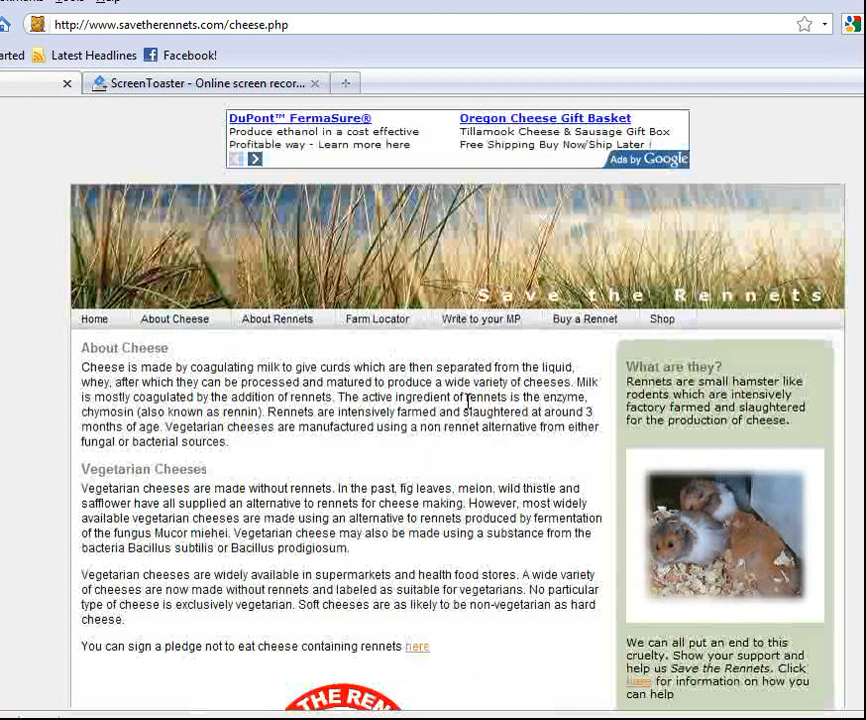 Tools Help
http://www.savetherennets.com/cheese.php
arted Latest Headlines Facebook!
ScreenToaster - Online screen recor...
DuPont™ FermaSure®
Produce ethanol in a cost effective
Profitable way - Learn more here
Oregon Cheese Gift Basket
Tillamook Cheese & Sausage Gift Box
Free Shipping Buy Now/Ship Later !
Ads by Google
Save the Rennets
Home About Cheese About Rennets Farm Locator Write to your MP Buy a Rennet Shop
About Cheese
Cheese is made by coagulating milk to give curds which are then separated from the liquid,
whey, after which they can be processed and matured to produce a wide variety of cheeses. Milk
is mostly coagulated by the addition of rennets. The active ingredient of rennets is the enzyme,
chymosin (also known as rennin). Rennets are intensively farmed and slaughtered at around 3
months of age. Vegetarian cheeses are manufactured using a non rennet alternative from either
fungal or bacterial sources.
Vegetarian Cheeses
Vegetarian cheeses are made without rennets. In the past, fig leaves, melon, wild thistle and
safflower have all supplied an alternative to rennets for cheese making. However, most widely
available vegetarian cheeses are made using an alternative to rennets produced by fermentation
of the fungus Mucor miehei. Vegetarian cheese may also be made using a substance from the
bacteria Bacillus subtilis or Bacillus prodigiosum.
Vegetarian cheeses are widely available in supermarkets and health food stores. A wide variety
of cheeses are now made without rennets and labeled as suitable for vegetarians. No particular
type of cheese is exclusively vegetarian. Soft cheeses are as likely to be non-vegetarian as hard
cheese.
You can sign a pledge not to eat cheese containing rennets here
THE REN
What are they?
Rennets are small hamster like
rodents which are intensively
factory farmed and slaughtered
for the production of cheese.
We can all put an end to this
cruelty. Show your support and
help us Save the Rennets. Click
here for information on how you
can help